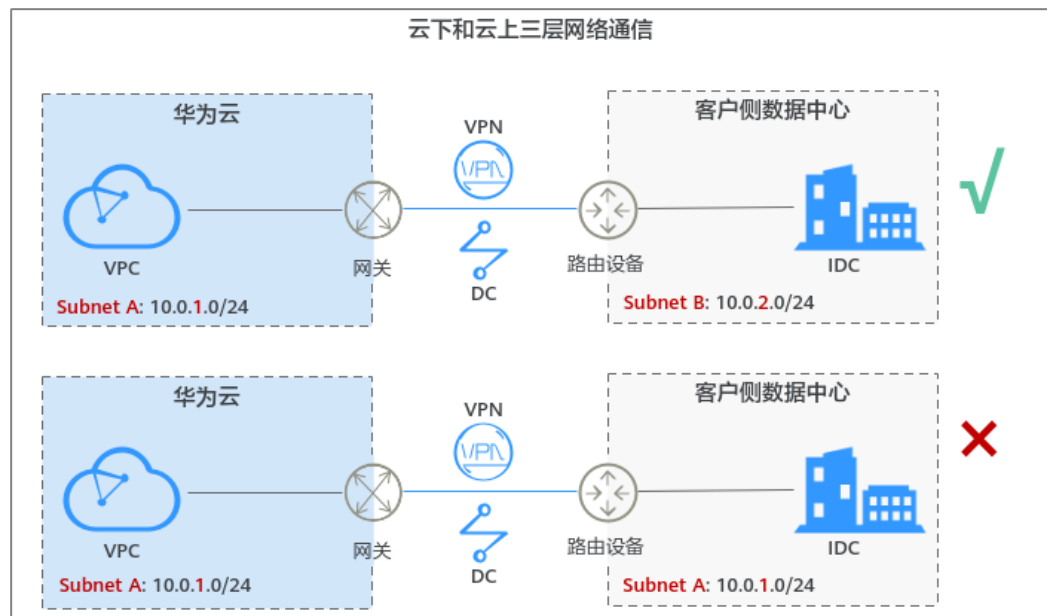 云下和云上三层网络通信
华为云
VPN
客户侧数据中心
VPN
VPC
网关
DC
路由设备
IDC
Subnet A: 10.0.1.0/24
Subnet B: 10.0.2.0/24
华为云
VPN
客户侧数据中心
VPN
VPC
网关
DC
路由设备
IDC
Subnet A: 10.0.1.0/24
Subnet A: 10.0.1.0/24